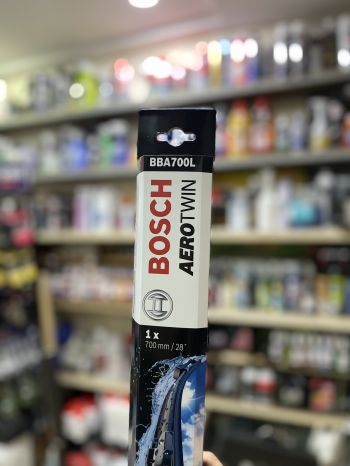 BBA700L
BOSCH
AEROTWIN
1 x
700 mm / 28"